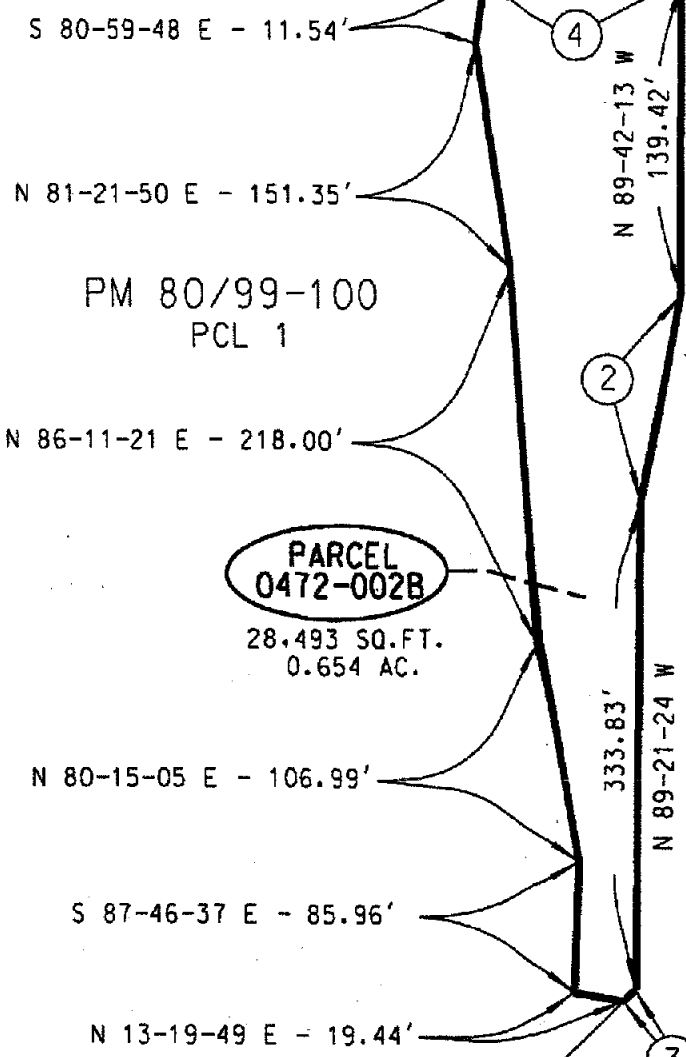 S 80-59-48 E - 11.54'
4
N 89-42-13 W
139.42'
N 81-21-50 E - 151.35'
PM 80/99-100
PCL 1
2
N 86-11-21 E - 218.00'
PARCEL
0472-002B
28,493 SQ.FT.
0.654 AC.
333.83'
N 89-21-24 W
N 80-15-05 E - 106.99'
S 87-46-37 E - 85.96'
N 13-19-49 E - 19.44'